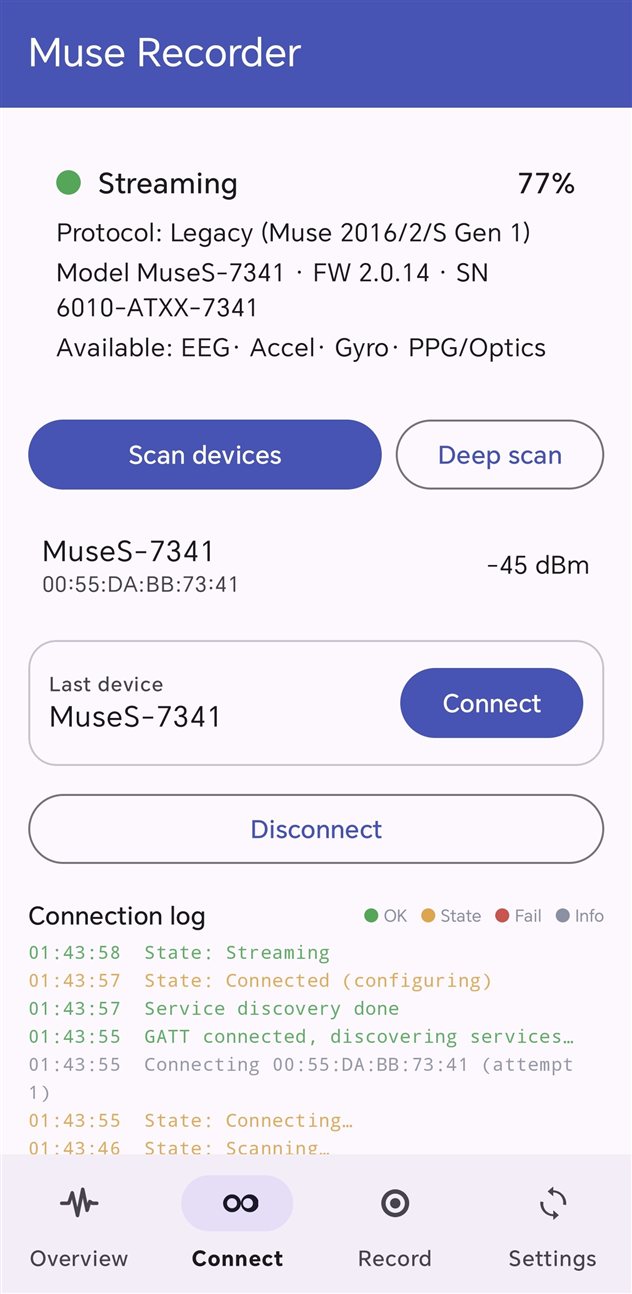 Muse Recorder
Streaming 77%
Protocol: Legacy (Muse 2016/2/S Gen 1)
Model MuseS-7341 · FW 2.0.14 · SN
6010-ATXX-7341
Available: EEG· Accel· Gyro· PPG/Optics
Scan devices Deep scan
MuseS-7341
00:55:DA:BB:73:41
-45 dBm
Last device
MuseS-7341
Connect
Disconnect
Connection log OK State Fail Info
01:43:58 State: Streaming
01:43:57 State: Connected (configuring)
01:43:57 Service discovery done
01:43:55 GATT connected, discovering services…
01:43:55 Connecting 00:55:DA:BB:73:41 (attempt
1)
01:43:55 State: Connecting…
01:43:46 State: Scanning…
Overview Connect Record Settings